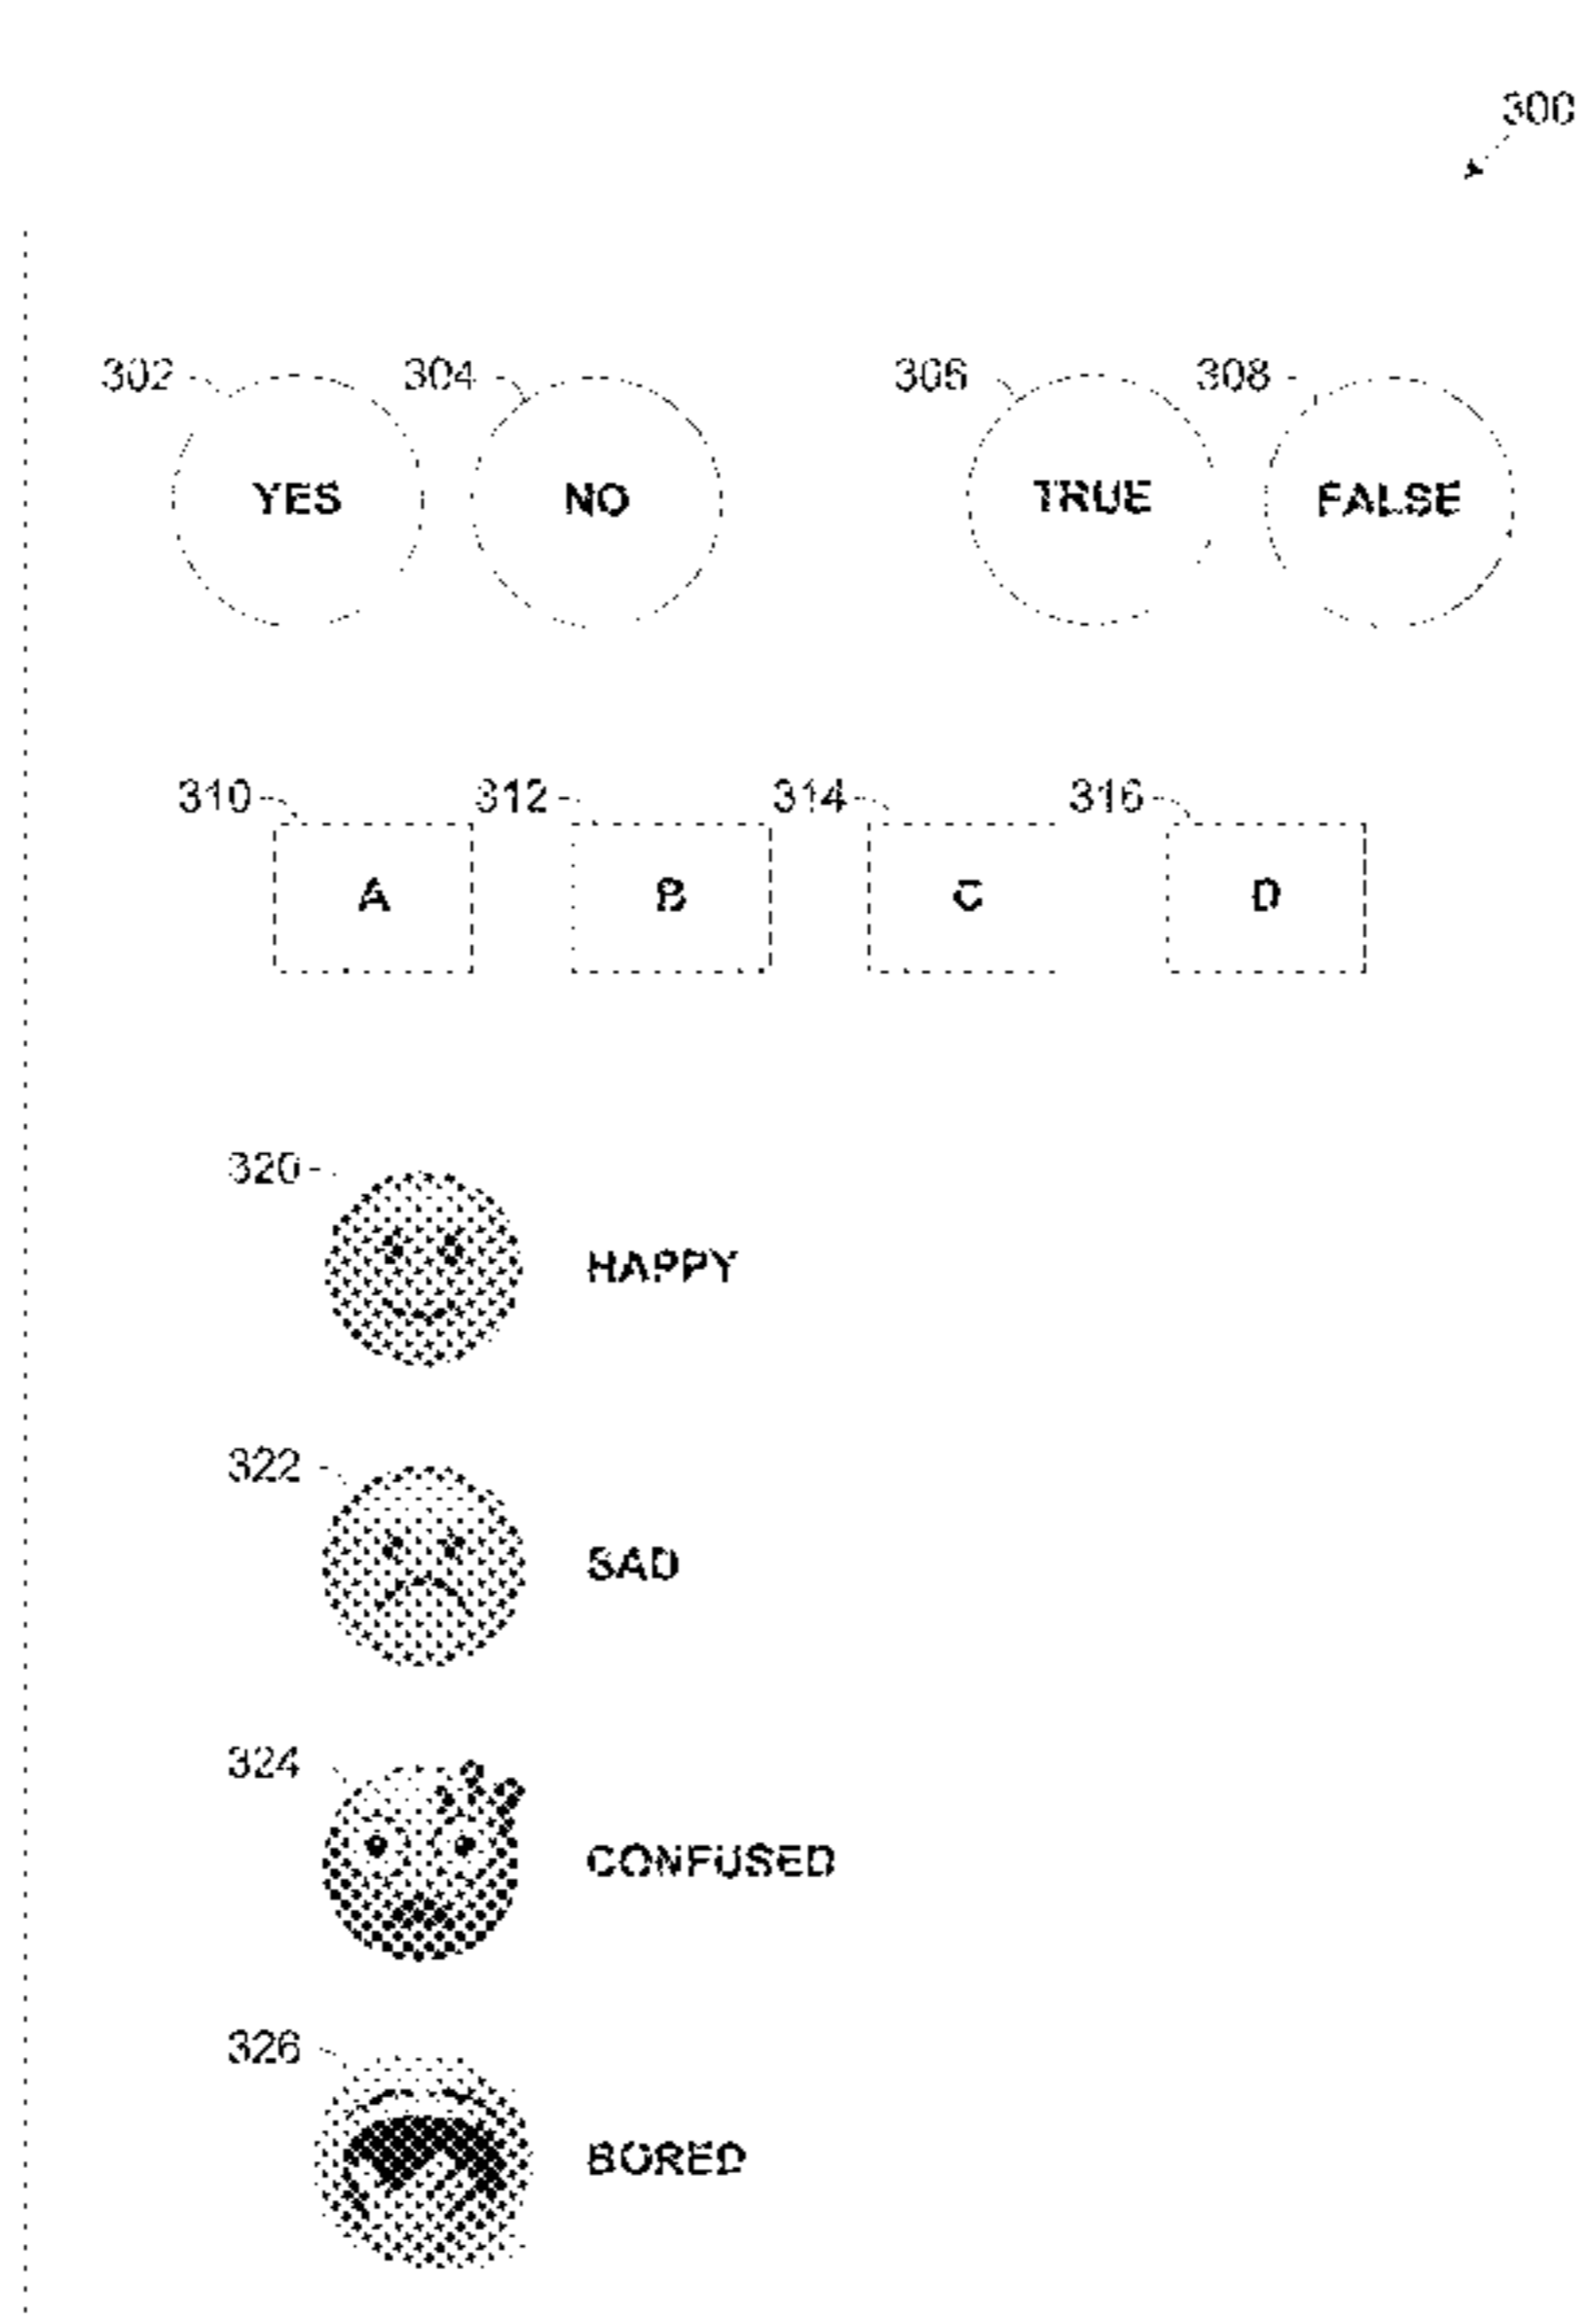 300
302 304 306 308
YES NO TRUE FALSE
310 312 314 316
A B C D
320
HAPPY
322
SAD
324
CONFUSED
326
BORED